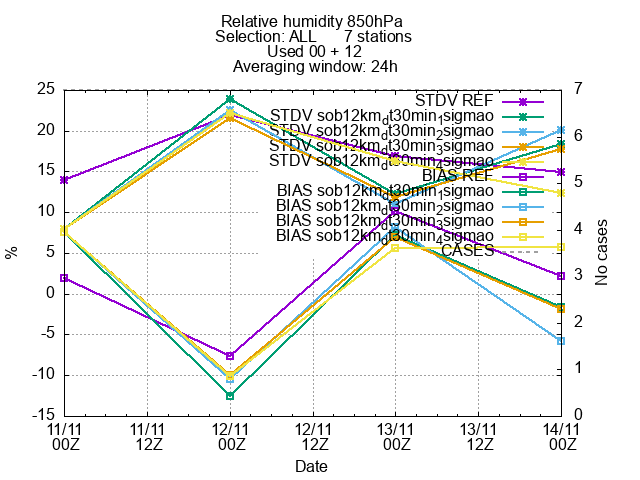 Relative humidity 850hPa
Selection: ALL 7 stations
Used 00 + 12
Averaging window: 24h
25
20
15
10
5
0
-5
-10
-15
%
7
6
5
4
3
2
1
0
No cases
STDV REF
STDV sob12km_dt30min_1sigmao
STDV sob12km_dt30min_2sigmao
STDV sob12km_dt30min_3sigmao
STDV sob12km_dt30min_4sigmao
BIAS REF
BIAS sob12km_dt30min_1sigmao
BIAS sob12km_dt30min_2sigmao
BIAS sob12km_dt30min_3sigmao
BIAS sob12km_dt30min_4sigmao
CASES
11/11 00Z
11/11 12Z
12/11 00Z
12/11 12Z
13/11 00Z
13/11 12Z
14/11 00Z
Date